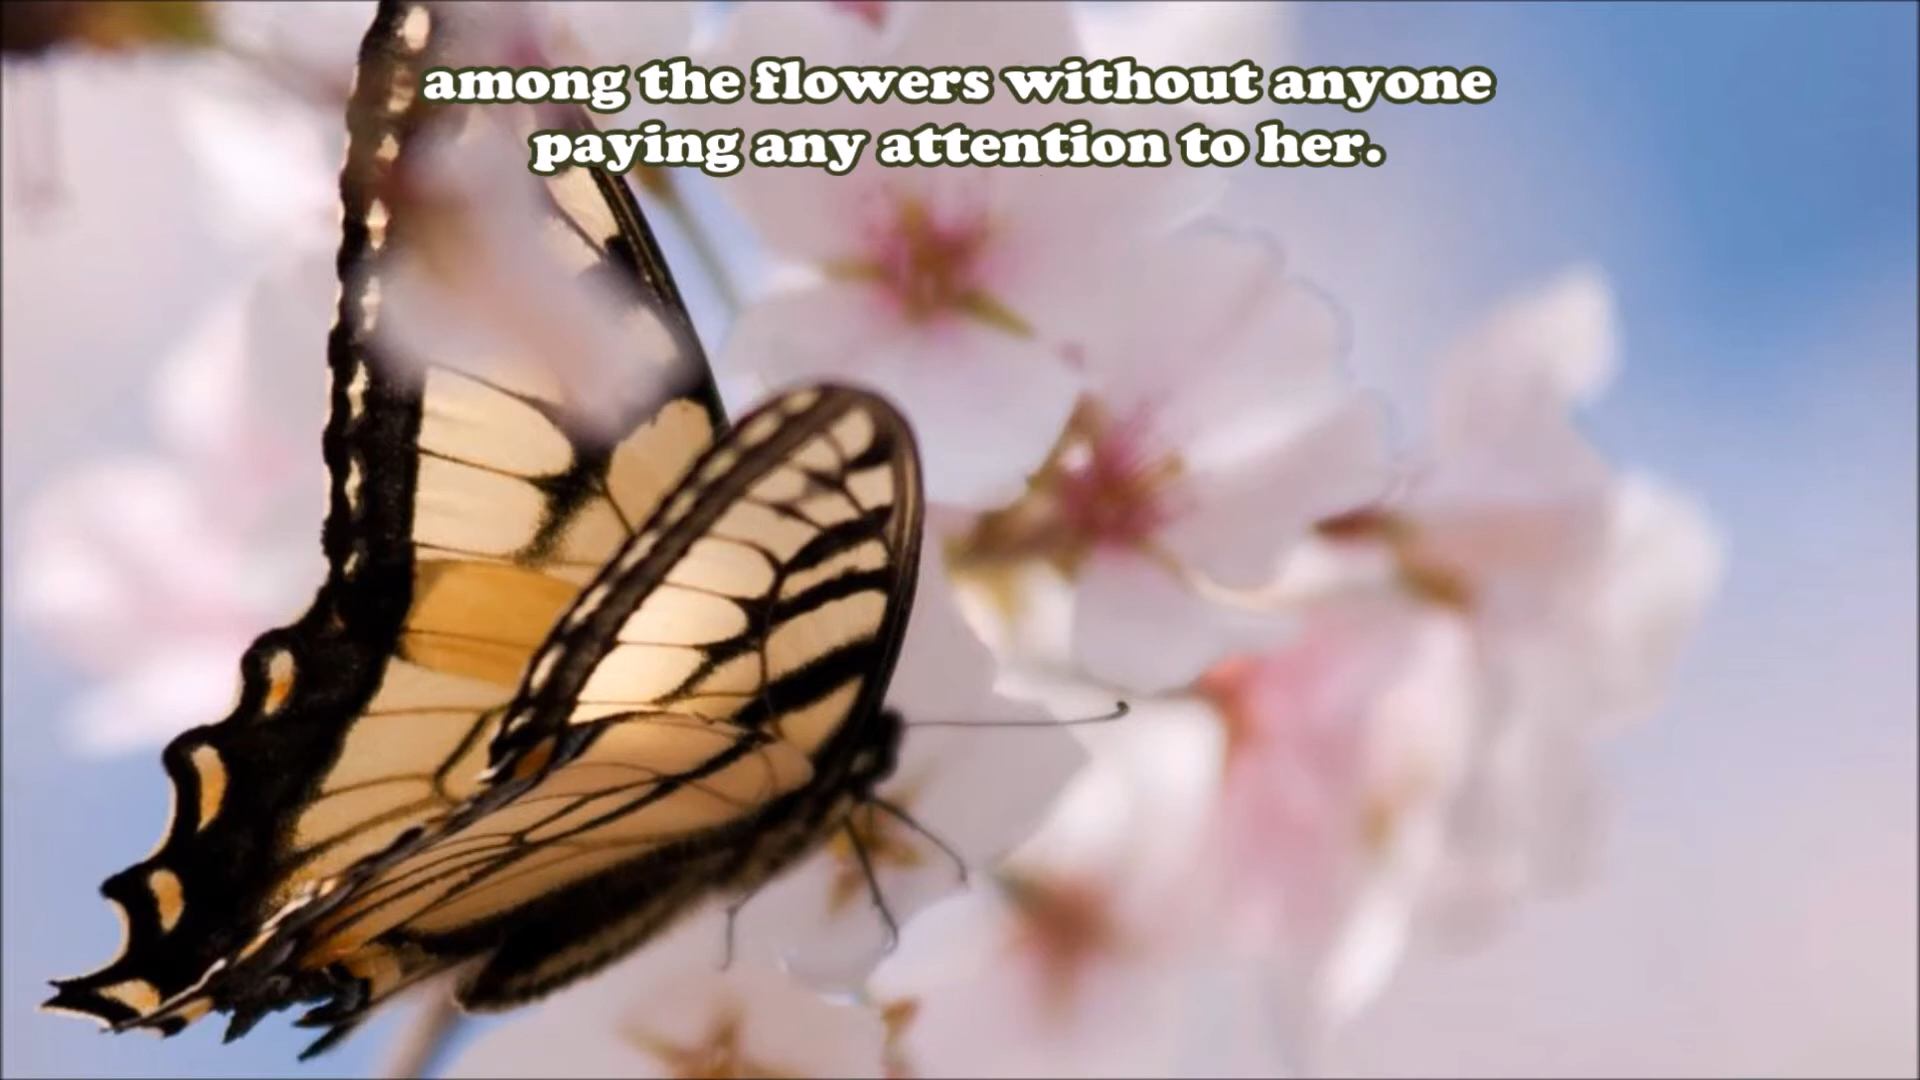 among the flowers without anyone
paying any attention to her.